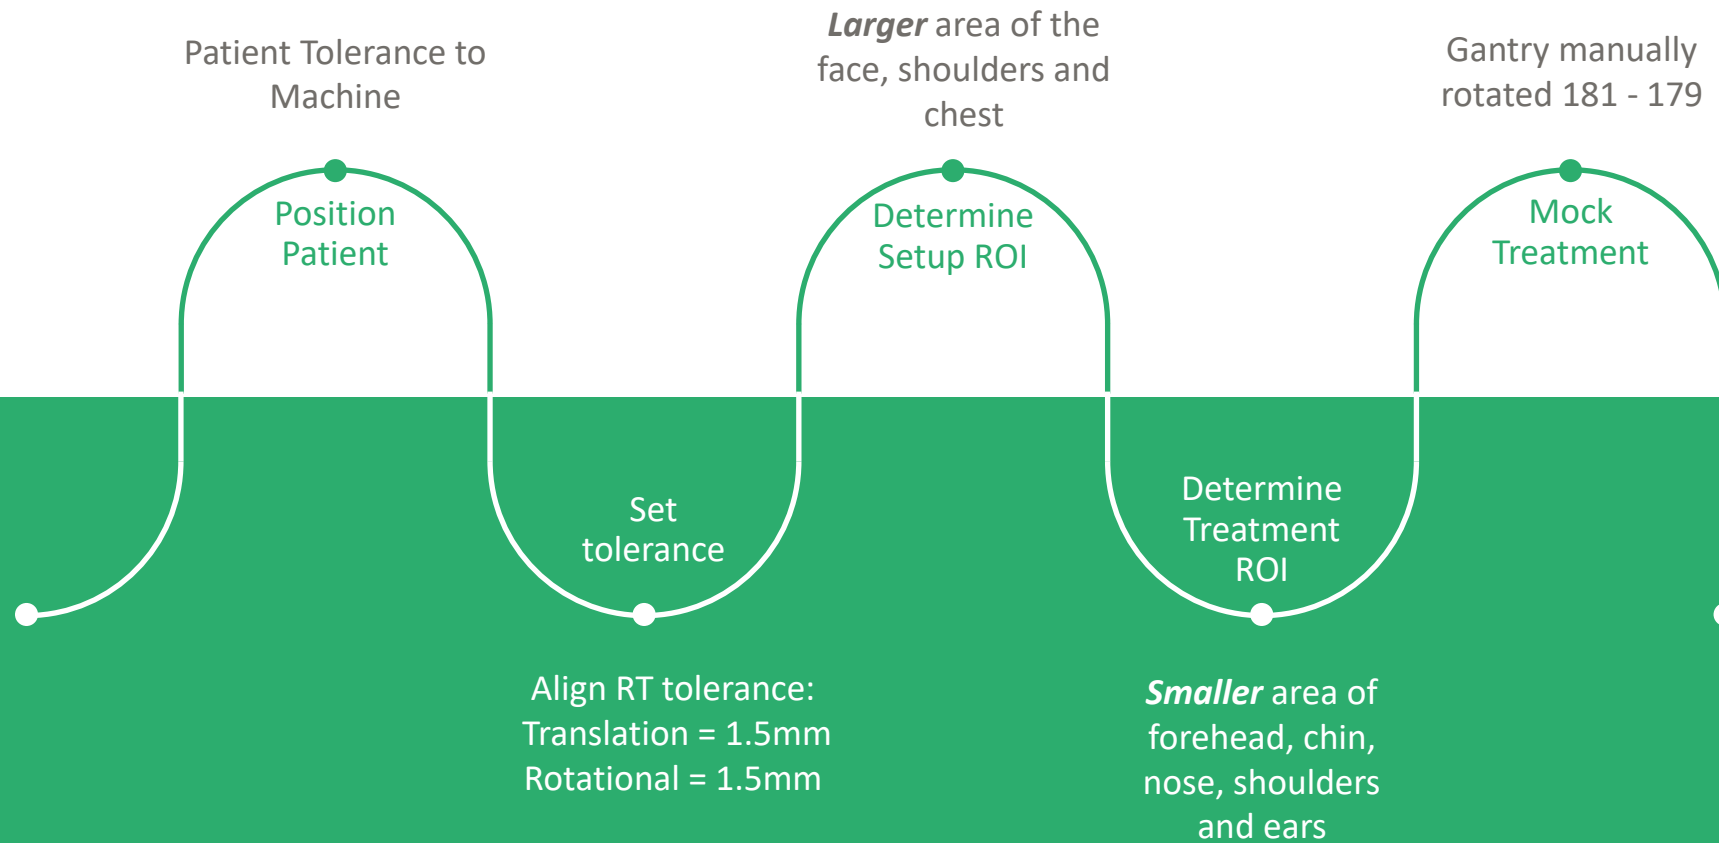 Patient Tolerance to
Machine
Position
Patient
Set
tolerance
Align RT tolerance:
Translation = 1.5mm
Rotational = 1.5mm
Larger area of the
face, shoulders and
chest
Determine
Setup ROI
Determine
Treatment
ROI
Smaller area of
forehead, chin,
nose, shoulders
and ears
Gantry manually
rotated 181 - 179
Mock
Treatment